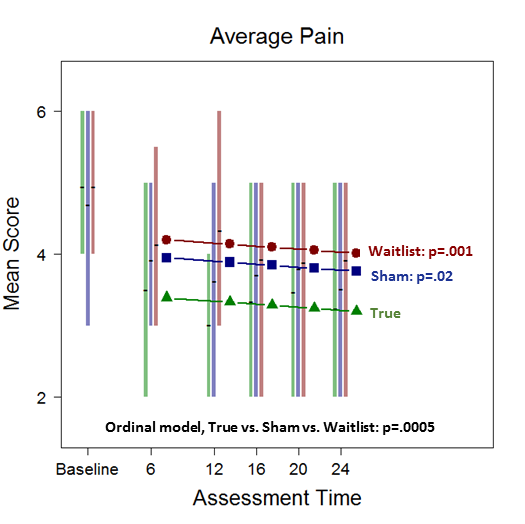 Average Pain
Mean Score
6
4
2
Waitlist: p=.001
Sham: p=.02
True
Ordinal model, True vs. Sham vs. Waitlist: p=.0005
Baseline 6 12 16 20 24
Assessment Time